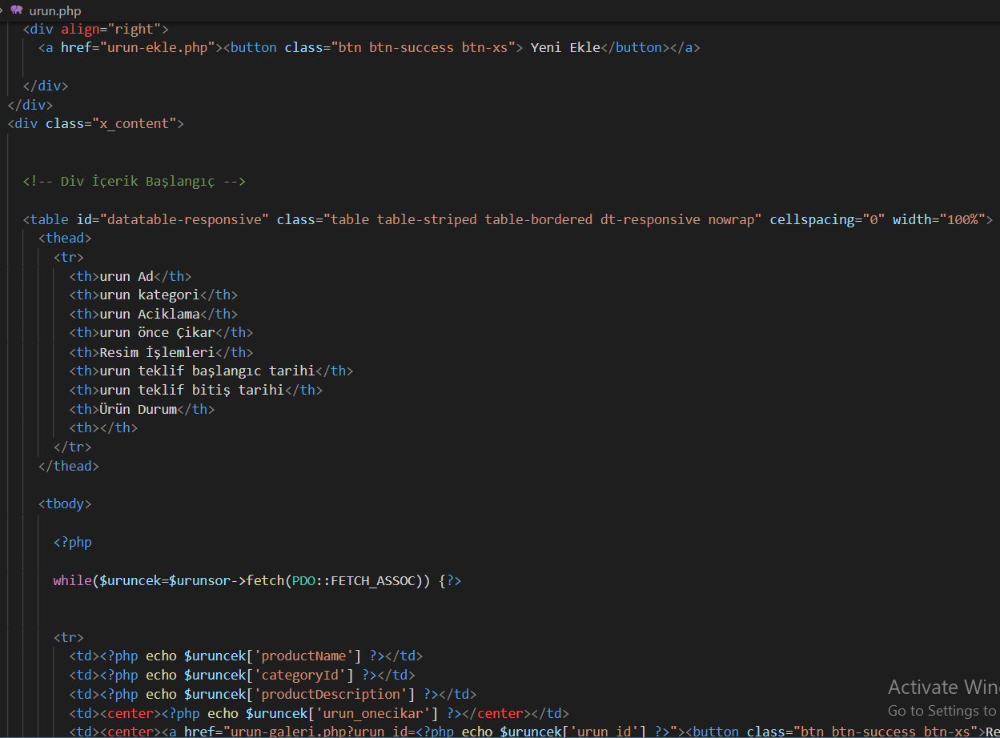 urun.php
<div align="right">
<a href="urun-ekle.php"><button class="btn btn-success btn-xs"> Yeni Ekle</button></a>
</div>
</div>
<div class="x_content">
<!-- Div İçerik Başlangıç -->
<table id="datatable-responsive" class="table table-striped table-bordered dt-responsive nowrap" cellspacing="0" width="100%">
<thead>
<tr>
<th>urun Ad</th>
<th>urun kategori</th>
<th>urun Aciklama</th>
<th>urun önce Çikar</th>
<th>Resim İşlemleri</th>
<th>urun teklif başlangıc tarihi</th>
<th>urun teklif bitiş tarihi</th>
<th>Ürün Durum</th>
<th></th>
</tr>
</thead>
<tbody>
<?php
while($uruncek=$urunsor->fetch(PDO::FETCH_ASSOC)) {?>
<tr>
<td><?php echo $uruncek['productName'] ?></td>
<td><?php echo $uruncek['categoryId'] ?></td>
<td><?php echo $uruncek['productDescription'] ?></td>
<td><center><?php echo $uruncek['urun_onecikar'] ?></center></td>
<td><center><a href="urun-galeri.php?urun_id=<?php echo $uruncek['urun_id'] ?>"><button class="btn btn-success btn-xs">Re
Activate Win
Go to Settings to